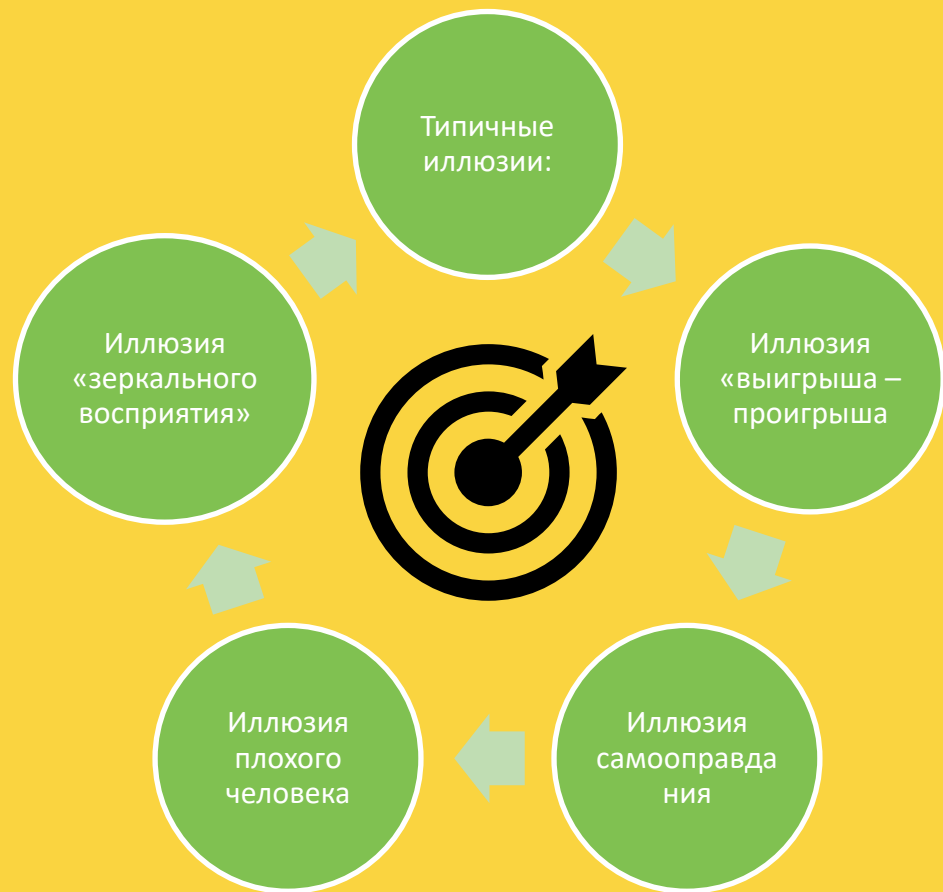 Типичные
иллюзии:
Иллюзия
«выигрыша –
проигрыша
Иллюзия
самооправда
ния
Иллюзия
плохого
человека
Иллюзия
«зеркального
восприятия»